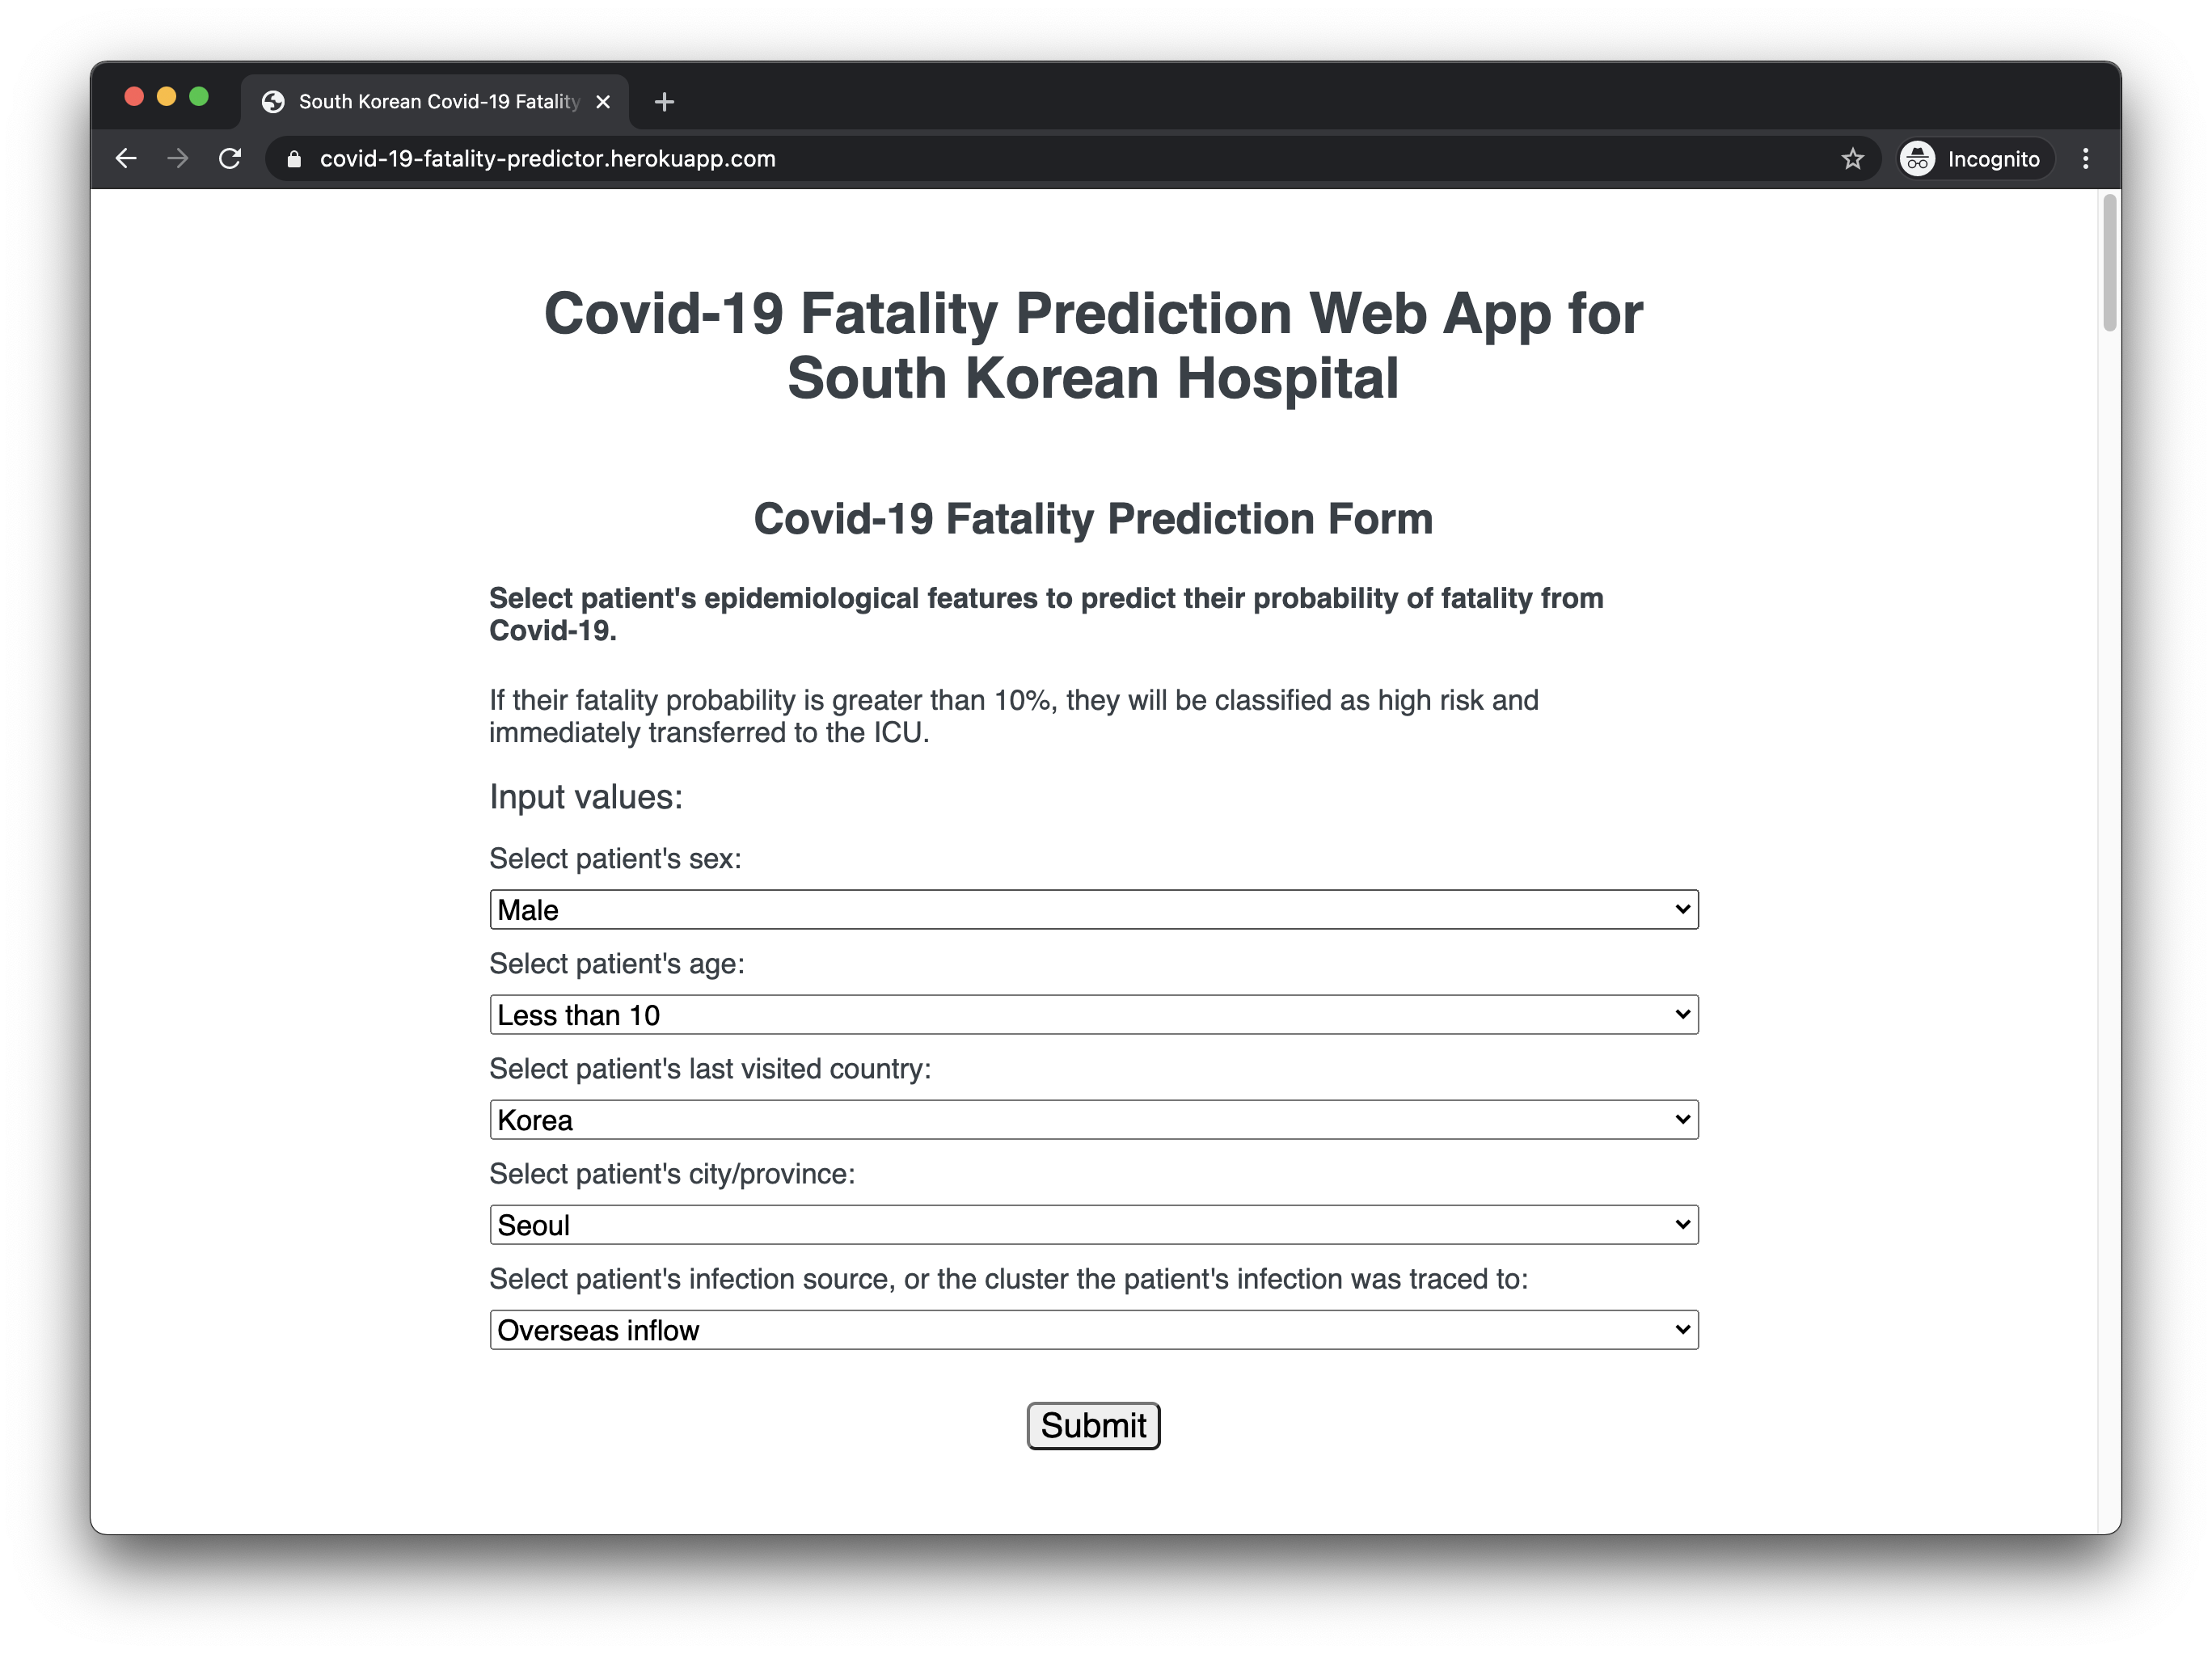 South Korean Covid-19 Fatality
covid-19-fatality-predictor.herokuapp.com
Incognito
Covid-19 Fatality Prediction Web App for
South Korean Hospital
Covid-19 Fatality Prediction Form
Select patient's epidemiological features to predict their probability of fatality from
Covid-19.
If their fatality probability is greater than 10%, they will be classified as high risk and
immediately transferred to the ICU.
Input values:
Select patient's sex:
Male
Select patient's age:
Less than 10
Select patient's last visited country:
Korea
Select patient's city/province:
Seoul
Select patient's infection source, or the cluster the patient's infection was traced to:
Overseas inflow
Submit